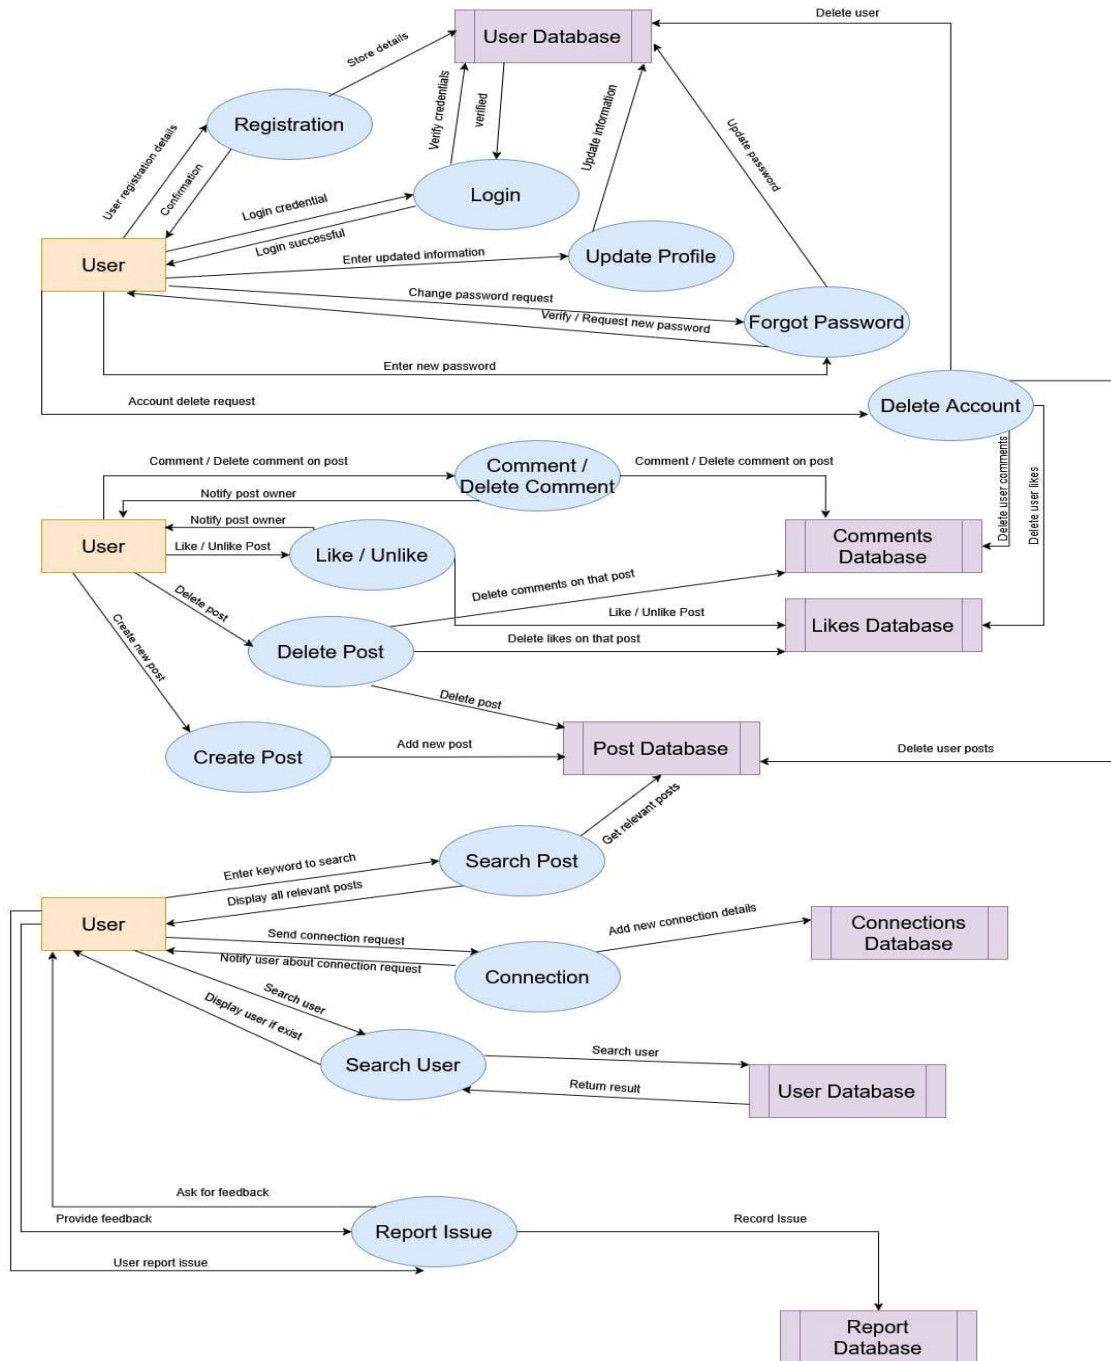 Delete user
User Database
Store details
Verify credentials
verified
Update information
Update password
Registration
User registration details
Confirmation
Login credential
Login
Login successful
User
Enter updated information
Update Profile
Change password request
Verify / Request new password
Forgot Password
Enter new password
Account delete request
Delete Account
Delete user comments
Delete user likes
Comment / Delete comment on post
Comment /
Delete Comment
Comment / Delete comment on post
Notify post owner
Notify post owner
User
Like / Unlike Post
Like / Unlike
Comments
Database
Delete comments on that post
Delete post
Like / Unlike Post
Likes Database
Create new post
Delete Post
Delete likes on that post
Delete post
Create Post
Add new post
Post Database
Delete user posts
Get relevant posts
Search Post
Enter keyword to search
Display all relevant posts
User
Send connection request
Notify user about connection request
Connection
Add new connection details
Connections
Database
Search user
Display user if exist
Search User
Search user
Return result
User Database
Ask for feedback
Provide feedback
Report Issue
Record Issue
User report issue
Report
Database